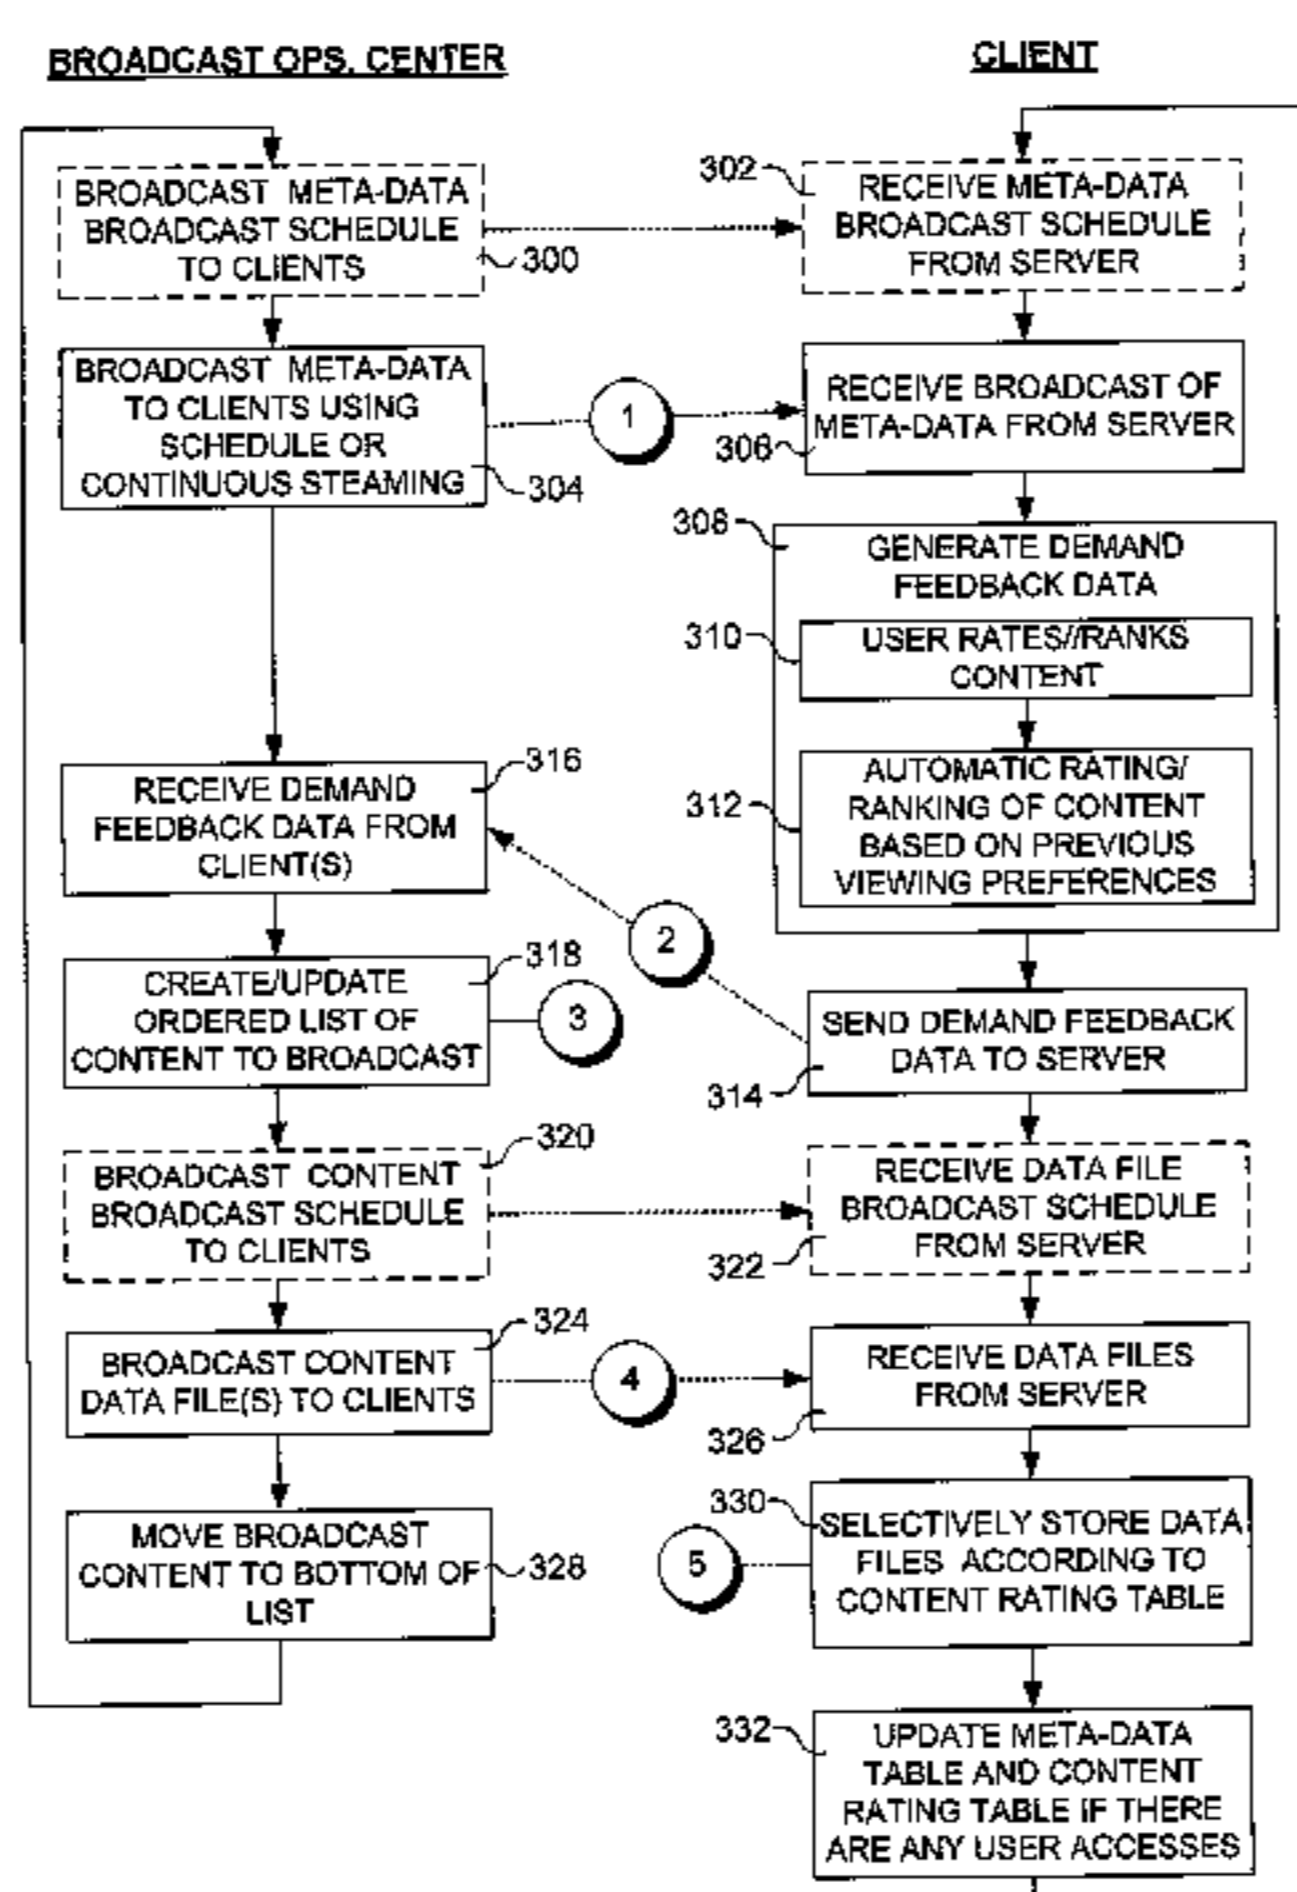 BROADCAST OPS. CENTER
CLIENT
BROADCAST META-DATA
BROADCAST SCHEDULE
TO CLIENTS
300
302
RECEIVE META-DATA
BROADCAST SCHEDULE
FROM SERVER
BROADCAST META-DATA
TO CLIENTS USING
SCHEDULE OR
CONTINUOUS STEAMING
304
1
RECEIVE BROADCAST OF
META-DATA FROM SERVER
306
308
GENERATE DEMAND
FEEDBACK DATA
310
USER RATES//RANKS
CONTENT
312
AUTOMATIC RATING/
RANKING OF CONTENT
BASED ON PREVIOUS
VIEWING PREFERENCES
316
RECEIVE DEMAND
FEEDBACK DATA FROM
CLIENT(S)
2
318
CREATE/UPDATE
ORDERED LIST OF
CONTENT TO BROADCAST
3
SEND DEMAND FEEDBACK
DATA TO SERVER
314
320
BROADCAST CONTENT
BROADCAST SCHEDULE
TO CLIENTS
RECEIVE DATA FILE
BROADCAST SCHEDULE
FROM SERVER
322
324
BROADCAST CONTENT
DATA FILE(S) TO CLIENTS
4
RECEIVE DATA FILES
FROM SERVER
326
MOVE BROADCAST
CONTENT TO BOTTOM OF
LIST
328
330
SELECTIVELY STORE DATA
FILES ACCORDING TO
CONTENT RATING TABLE
5
332
UPDATE META-DATA
TABLE AND CONTENT
RATING TABLE IF THERE
ARE ANY USER ACCESSES